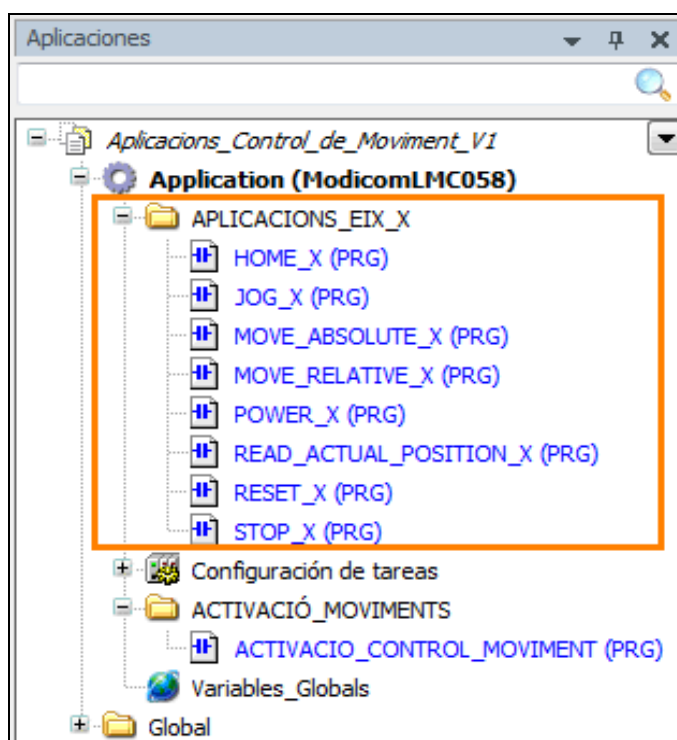 Aplicaciones
Aplicacions_Control_de_Moviment_V1
Application (ModicomLMC058)
APLICACIONS_EIX_X
HOME_X (PRG)
JOG_X (PRG)
MOVE_ABSOLUTE_X (PRG)
MOVE_RELATIVE_X (PRG)
POWER_X (PRG)
READ_ACTUAL_POSITION_X (PRG)
RESET_X (PRG)
STOP_X (PRG)
Configuración de tareas
ACTIVACIÓ_MOVIMENTS
ACTIVACIO_CONTROL_MOVIMENT (PRG)
Variables_Globals
Global